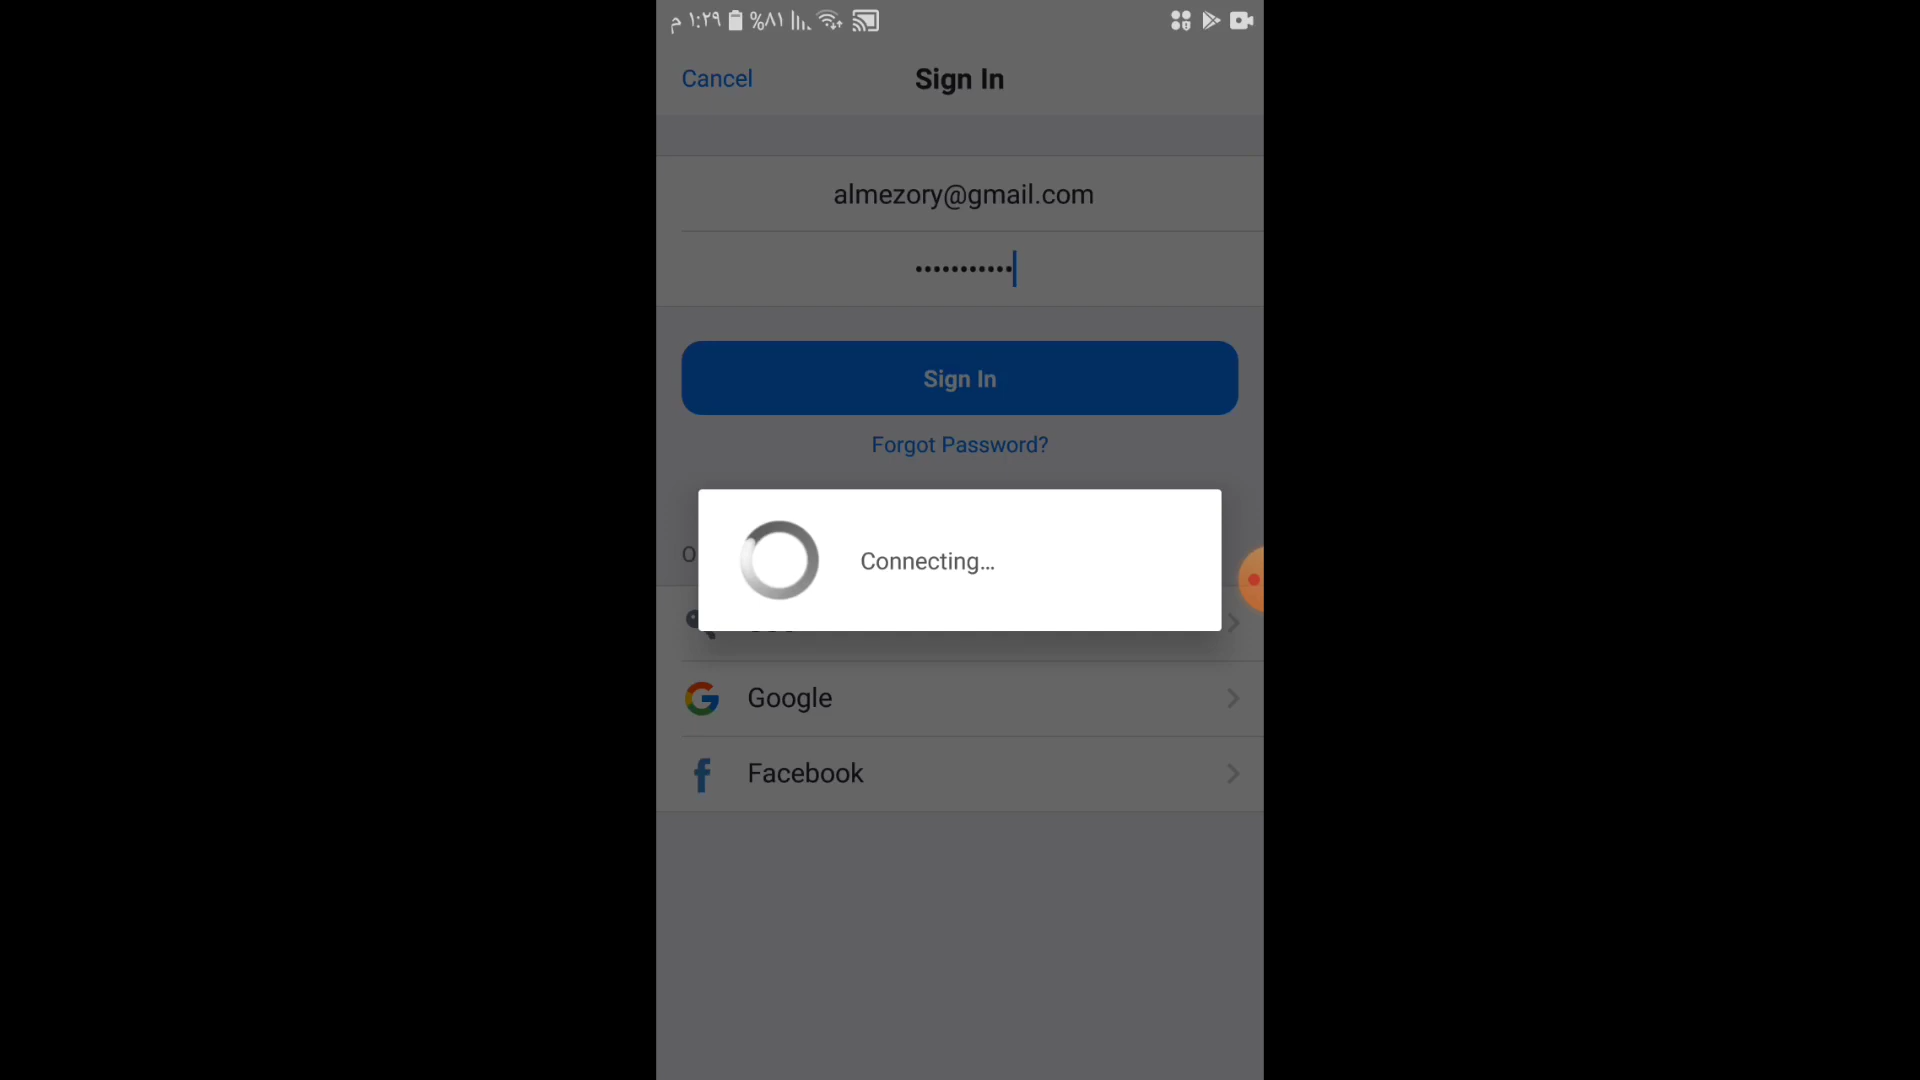 م ١:٢٩ %٨١
Cancel
Sign In
almezory@gmail.com
•••••••••••
Sign In
Forgot Password?
Connecting...
Google
Facebook